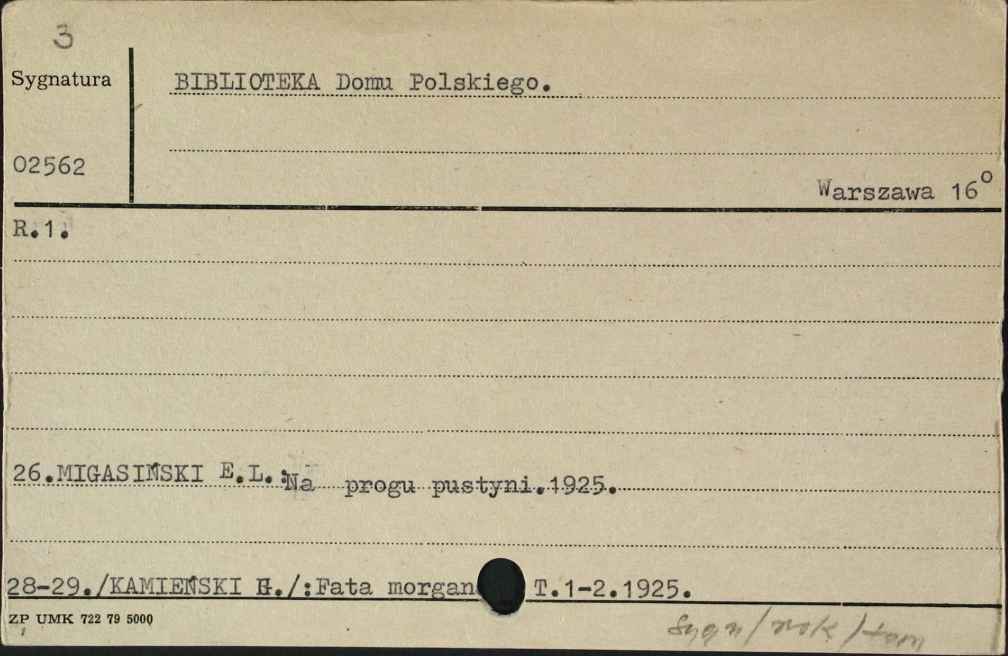 3
Sygnatura
BIBLIOTEKA Domu Polskiego.
02562
Warszawa 16°
R.1.
26.MIGASIŃSKI E.L.:Na progu pustyni.1925.
28-29./KAMIEŃSKI H./:Fata morgan T.1-2.1925.
ZP UMK 722 79 5000